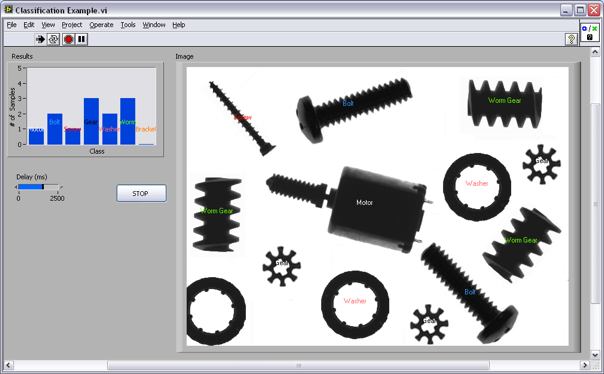 Classification Example.vi
File Edit View Project Operate Tools Window Help
Results
Image
# of Samples
5
4
3
2
1
0
Motor Bolt Screw Gear Washer Worm Bracket
Class
Delay (ms)
0 2500
STOP
Screw
Bolt
Worm Gear
Gear
Washer
Motor
Worm Gear
Worm Gear
Gear
Bolt
Washer
Gear